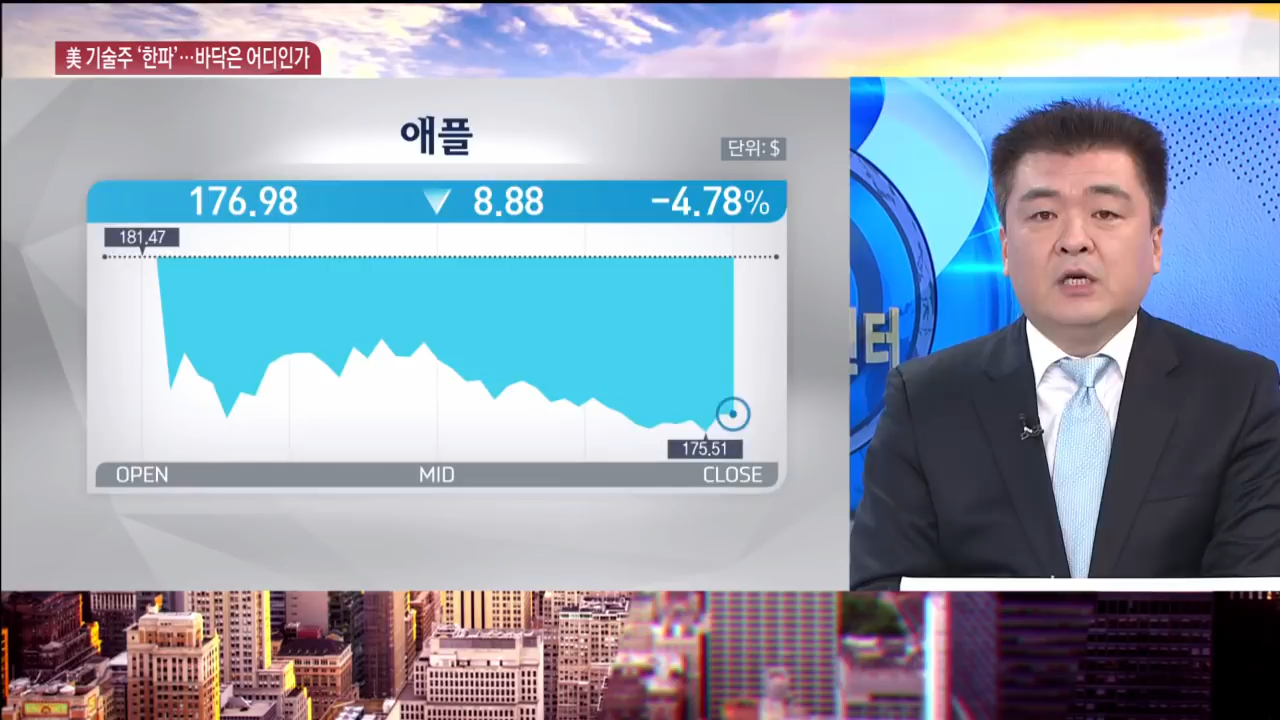 美 기술주 ‘한파’…바닥은 어디인가
애플
단위: $
176.98 ▼ 8.88 -4.78%
181.47
175.51
OPEN MID CLOSE
터